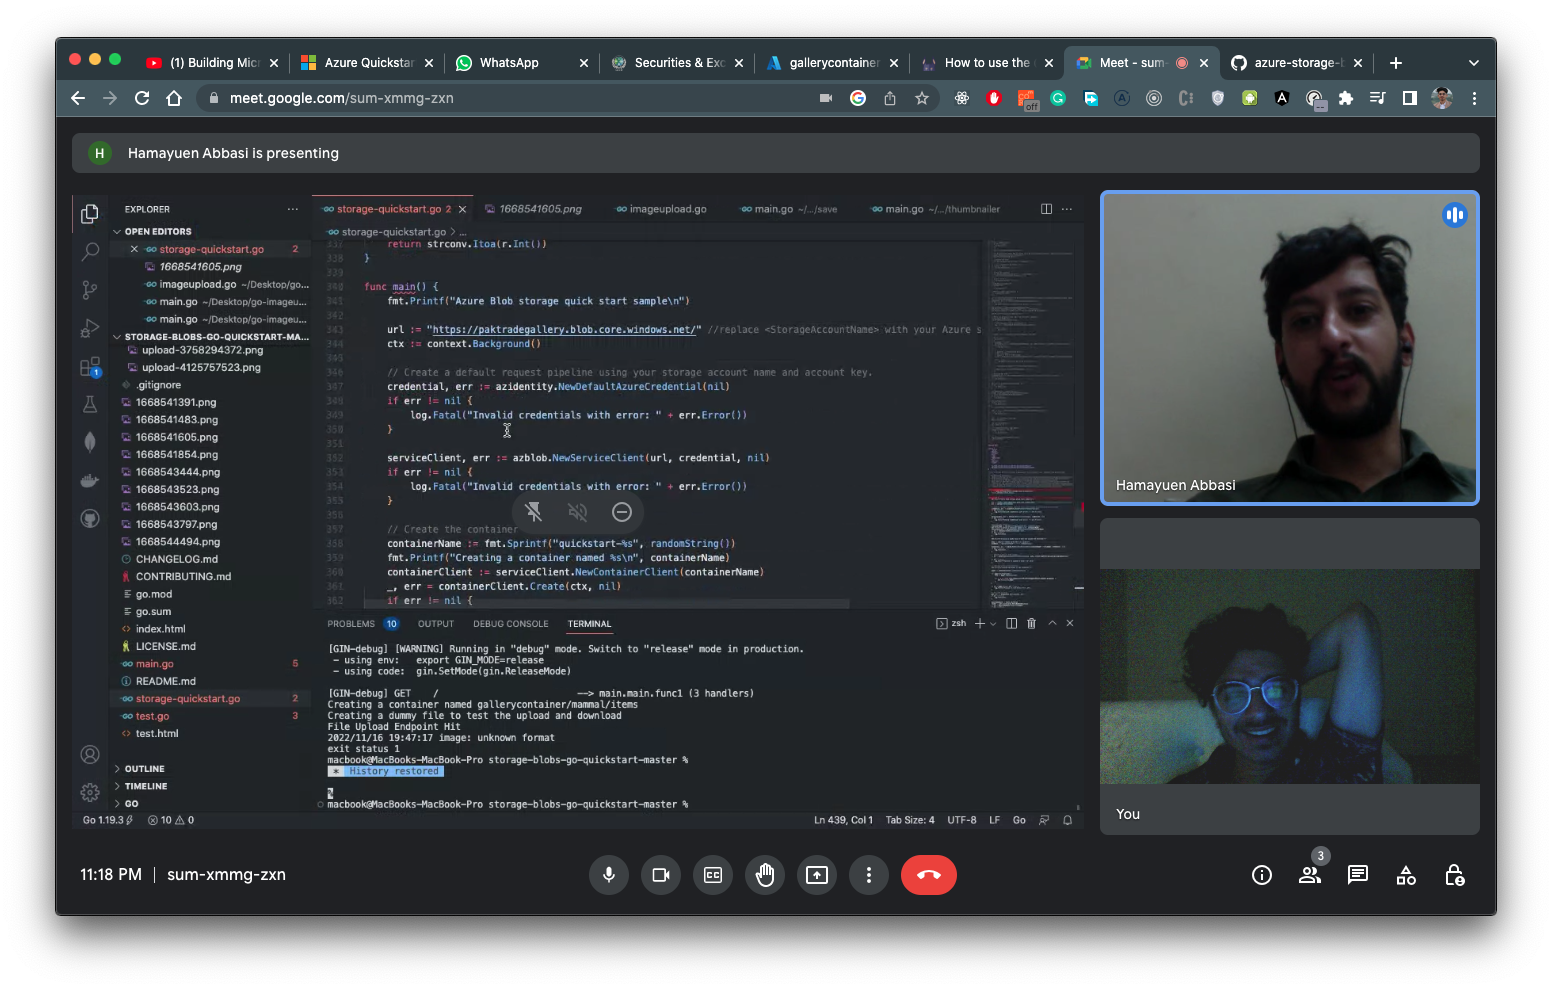 (1) Building Mic
Azure Quickstar
WhatsApp
Securities & Exc
gallerycontainer
How to use the
Meet - sum-
azure-storage-b
meet.google.com/sum-xmmg-zxn
off
H
Hamayuen Abbasi is presenting
EXPLORER
OPEN EDITORS
storage-quickstart.go 2
1668541605.png
imageupload.go ~/Desktop/go...
main.go ~/Desktop/go-imageu...
main.go ~/Desktop/go-imageu...
STORAGE-BLOBS-GO-QUICKSTART-MA...
upload-3758294372.png
upload-4125757523.png
.gitignore
1668541391.png
1668541483.png
1668541605.png
1668541854.png
1668543444.png
1668543523.png
1668543603.png
1668543797.png
1668544494.png
CHANGELOG.md
CONTRIBUTING.md
go.mod
go.sum
index.html
LICENSE.md
main.go 5
README.md
storage-quickstart.go 2
test.go 3
test.html
OUTLINE
TIMELINE
GO
1
storage-quickstart.go 2
1668541605.png
imageupload.go
main.go ~/.../save
main.go ~/.../thumbnailer
storage-quickstart.go > ...
337 return strconv.Itoa(r.Int())
338 }
339
340 func main() {
341 fmt.Printf("Azure Blob storage quick start sample\n")
342
343 url := "https://paktradegallery.blob.core.windows.net/" //replace <StorageAccountName> with your Azure s
344 ctx := context.Background()
345
346 // Create a default request pipeline using your storage account name and account key.
347 credential, err := azidentity.NewDefaultAzureCredential(nil)
348 if err != nil {
349 log.Fatal("Invalid credentials with error: " + err.Error())
350 }
351
352 serviceClient, err := azblob.NewServiceClient(url, credential, nil)
353 if err != nil {
354 log.Fatal("Invalid credentials with error: " + err.Error())
355 }
356
357 // Create the container
358 containerName := fmt.Sprintf("quickstart-%s", randomString())
359 fmt.Printf("Creating a container named %s\n", containerName)
360 containerClient := serviceClient.NewContainerClient(containerName)
361 _, err = containerClient.Create(ctx, nil)
362 if err != nil {
PROBLEMS 10 OUTPUT DEBUG CONSOLE TERMINAL
zsh
[GIN-debug] [WARNING] Running in "debug" mode. Switch to "release" mode in production.
- using env: export GIN_MODE=release
- using code: gin.SetMode(gin.ReleaseMode)
[GIN-debug] GET / --> main.main.func1 (3 handlers)
Creating a container named gallerycontainer/mammal/items
Creating a dummy file to test the upload and download
File Upload Endpoint Hit
2022/11/16 19:47:17 image: unknown format
exit status 1
macbook@MacBooks-MacBook-Pro storage-blobs-go-quickstart-master %
* History restored
%
macbook@MacBooks-MacBook-Pro storage-blobs-go-quickstart-master %
Go 1.19.3 10 0
Ln 439, Col 1 Tab Size: 4 UTF-8 LF Go
Hamayuen Abbasi
You
11:18 PM | sum-xmmg-zxn
CC
3